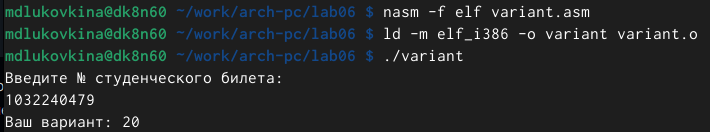 mdlukovkina@dk8n60 ~/work/arch-pc/lab06 $ nasm -f elf variant.asm
mdlukovkina@dk8n60 ~/work/arch-pc/lab06 $ ld -m elf_i386 -o variant variant.o
mdlukovkina@dk8n60 ~/work/arch-pc/lab06 $ ./variant
Введите № студенческого билета:
1032240479
Ваш вариант: 20